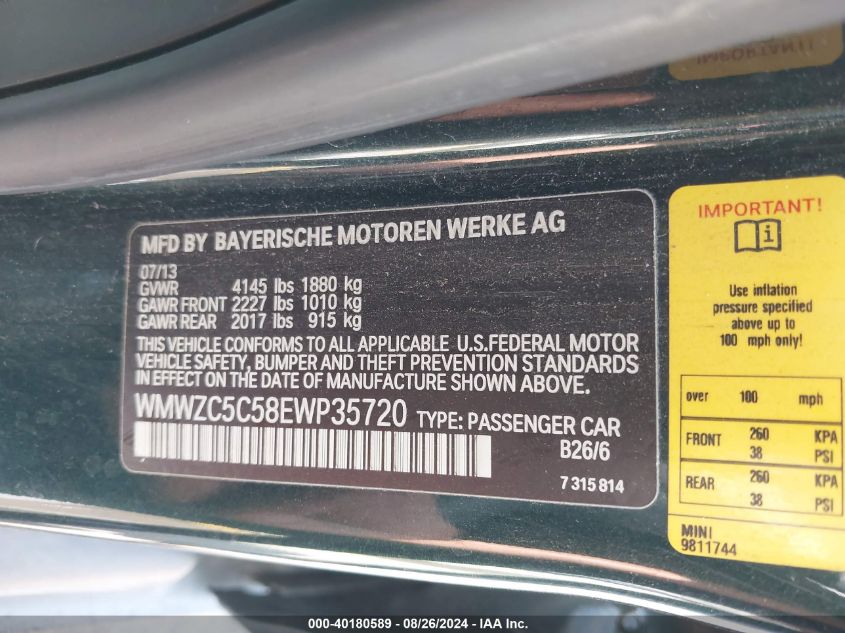 IMPORTANT!
MFD BY BAYERISCHE MOTOREN WERKE AG
07/13
GVWR 4145 lbs 1880 kg
GAWR FRONT 2227 lbs 1010 kg
GAWR REAR 2017 lbs 915 kg
THIS VEHICLE CONFORMS TO ALL APPLICABLE U.S.FEDERAL MOTOR
VEHICLE SAFETY, BUMPER AND THEFT PREVENTION STANDARDS
IN EFFECT ON THE DATE OF MANUFACTURE SHOWN ABOVE.
WMWZC5C58EWP35720 TYPE: PASSENGER CAR
B26/6
7 315 814
IMPORTANT!
i
Use inflation
pressure specified
above up to
100 mph only!
over 100 mph
FRONT 260 KPA
38 PSI
REAR 260 KPA
38 PSI
MINI
9811744
000-40180589 | 08/26/2024 | IAA Inc.